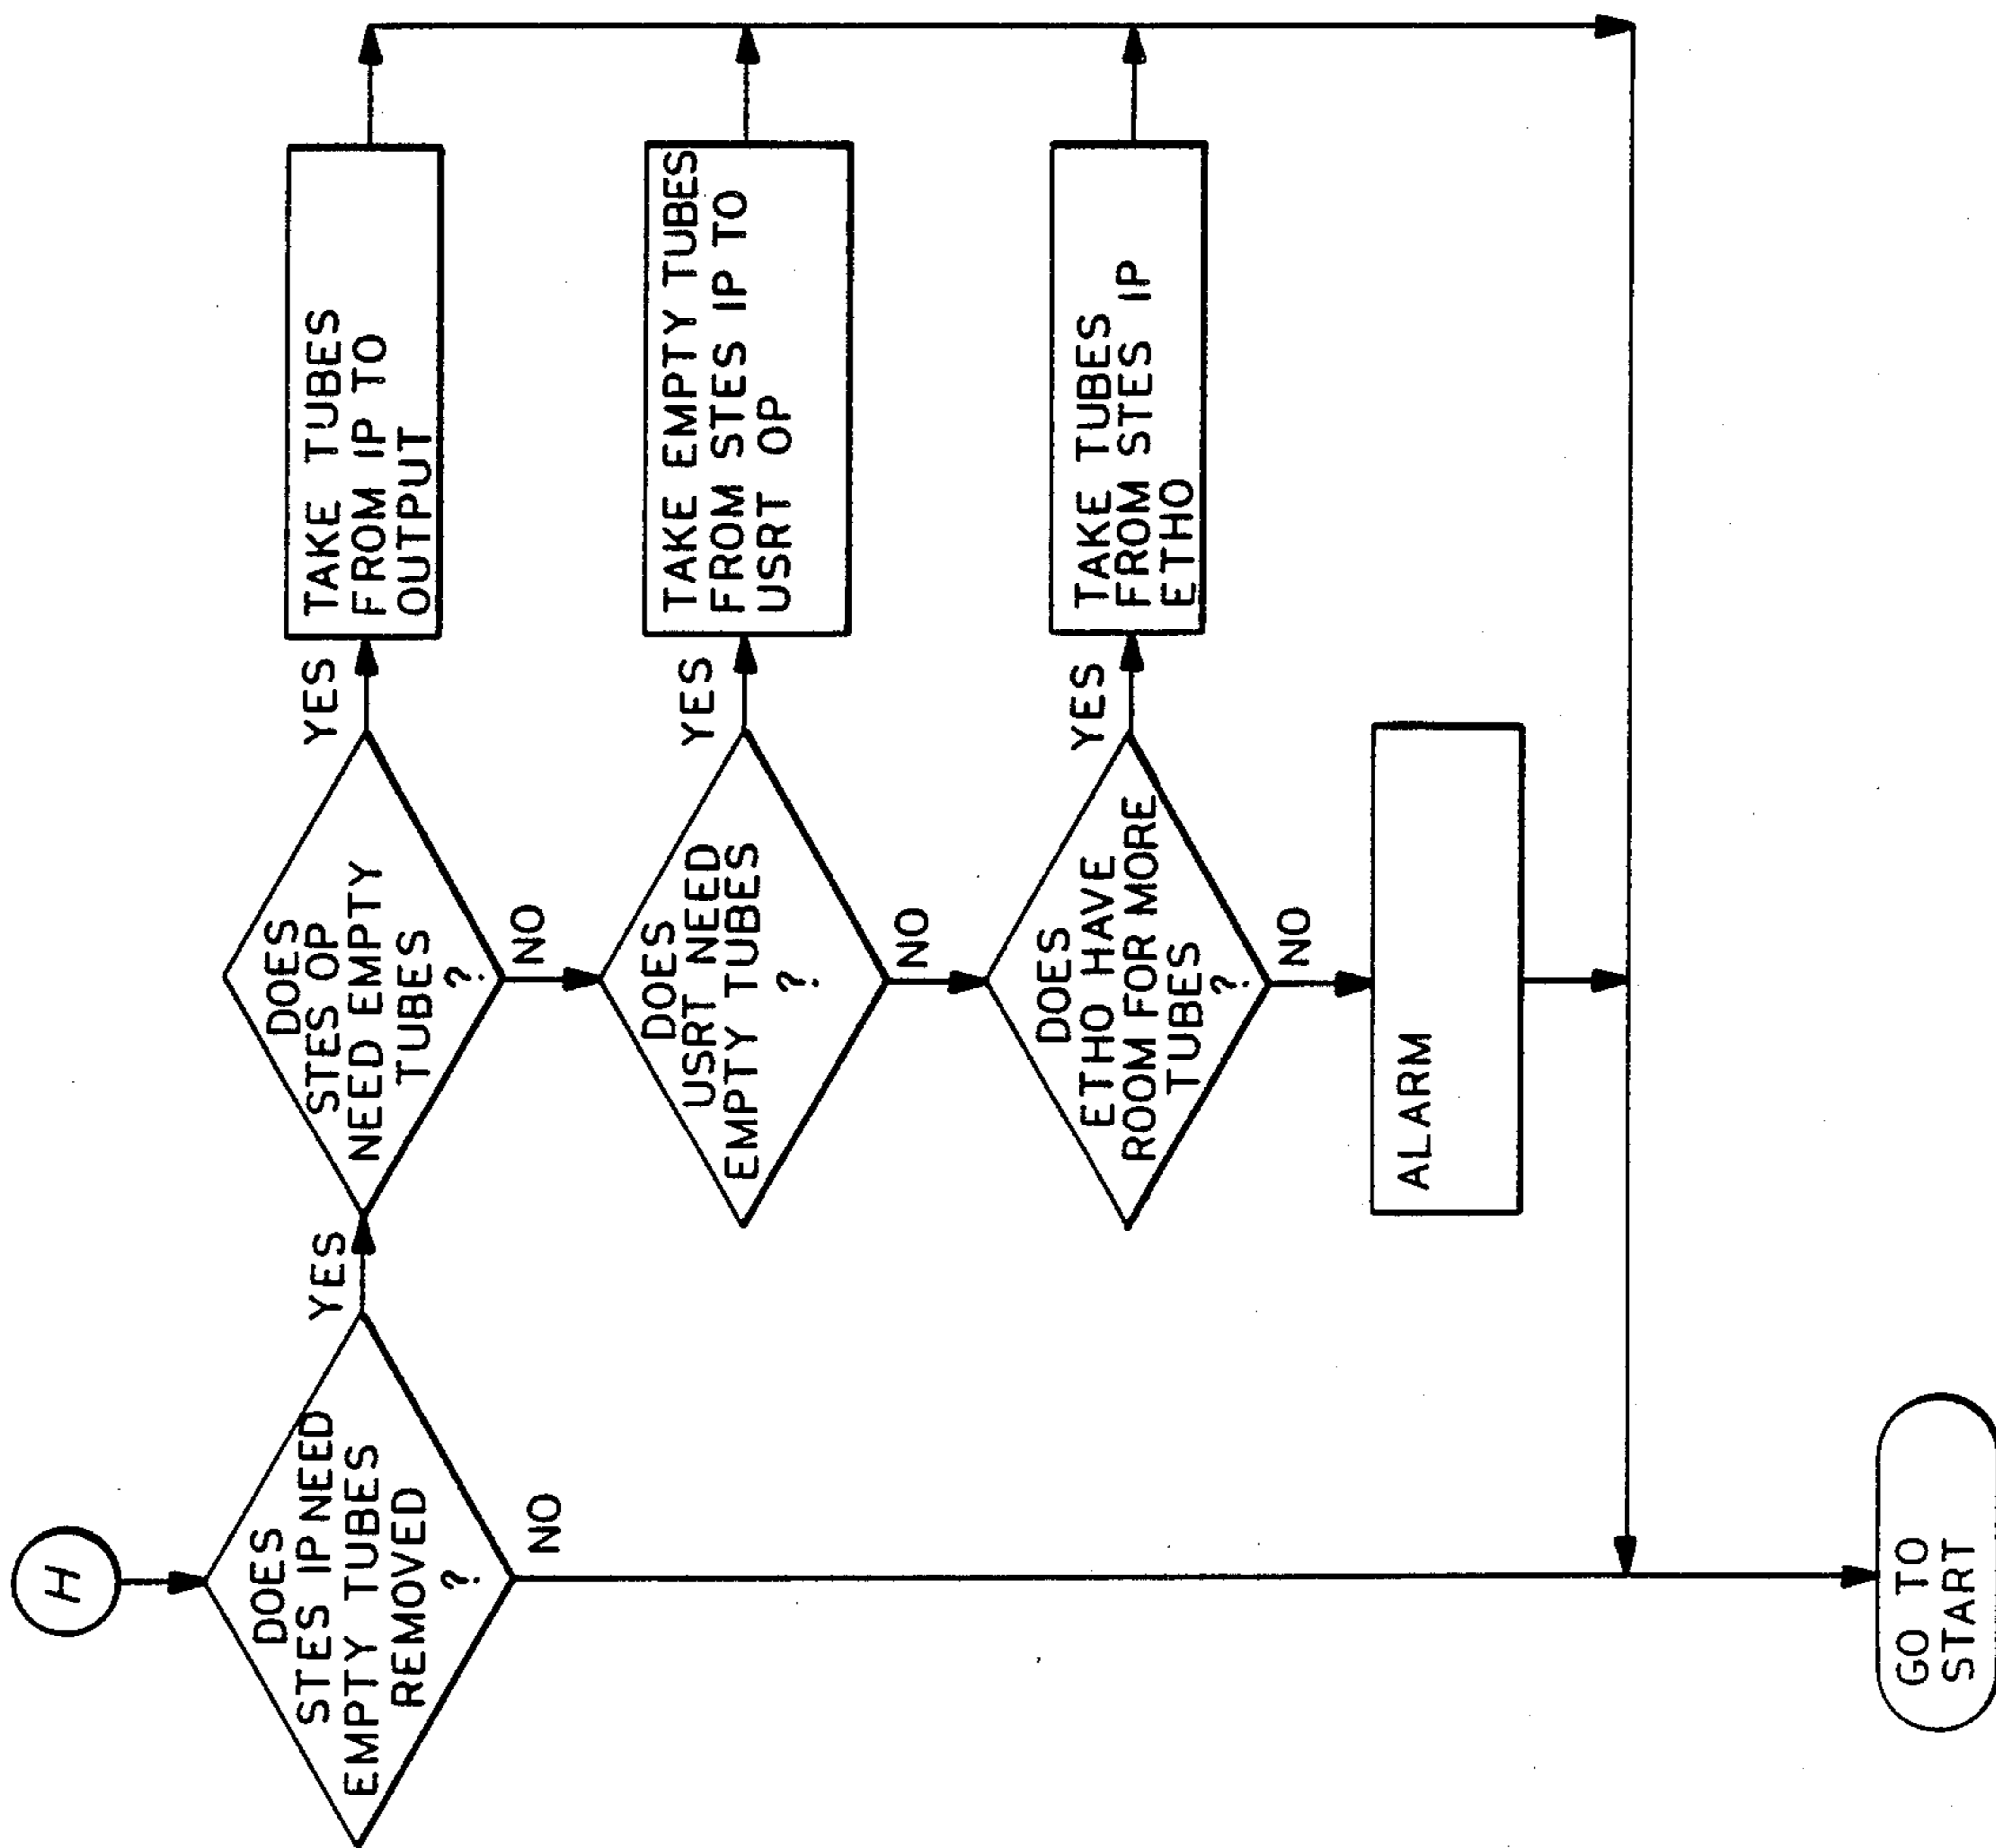 H
DOES
STES IP NEED
EMPTY TUBES
REMOVED
?
YES
NO
DOES
STES OP
NEED EMPTY
TUBES
?
YES
NO
TAKE TUBES
FROM IP TO
OUTPUT
DOES
USRT NEED
EMPTY TUBES
?
YES
NO
TAKE EMPTY TUBES
FROM STES IP TO
USRT OP
DOES
ETHO HAVE
ROOM FOR MORE
TUBES
?
YES
NO
TAKE TUBES
FROM STES IP
ETHO
ALARM
GO TO
START